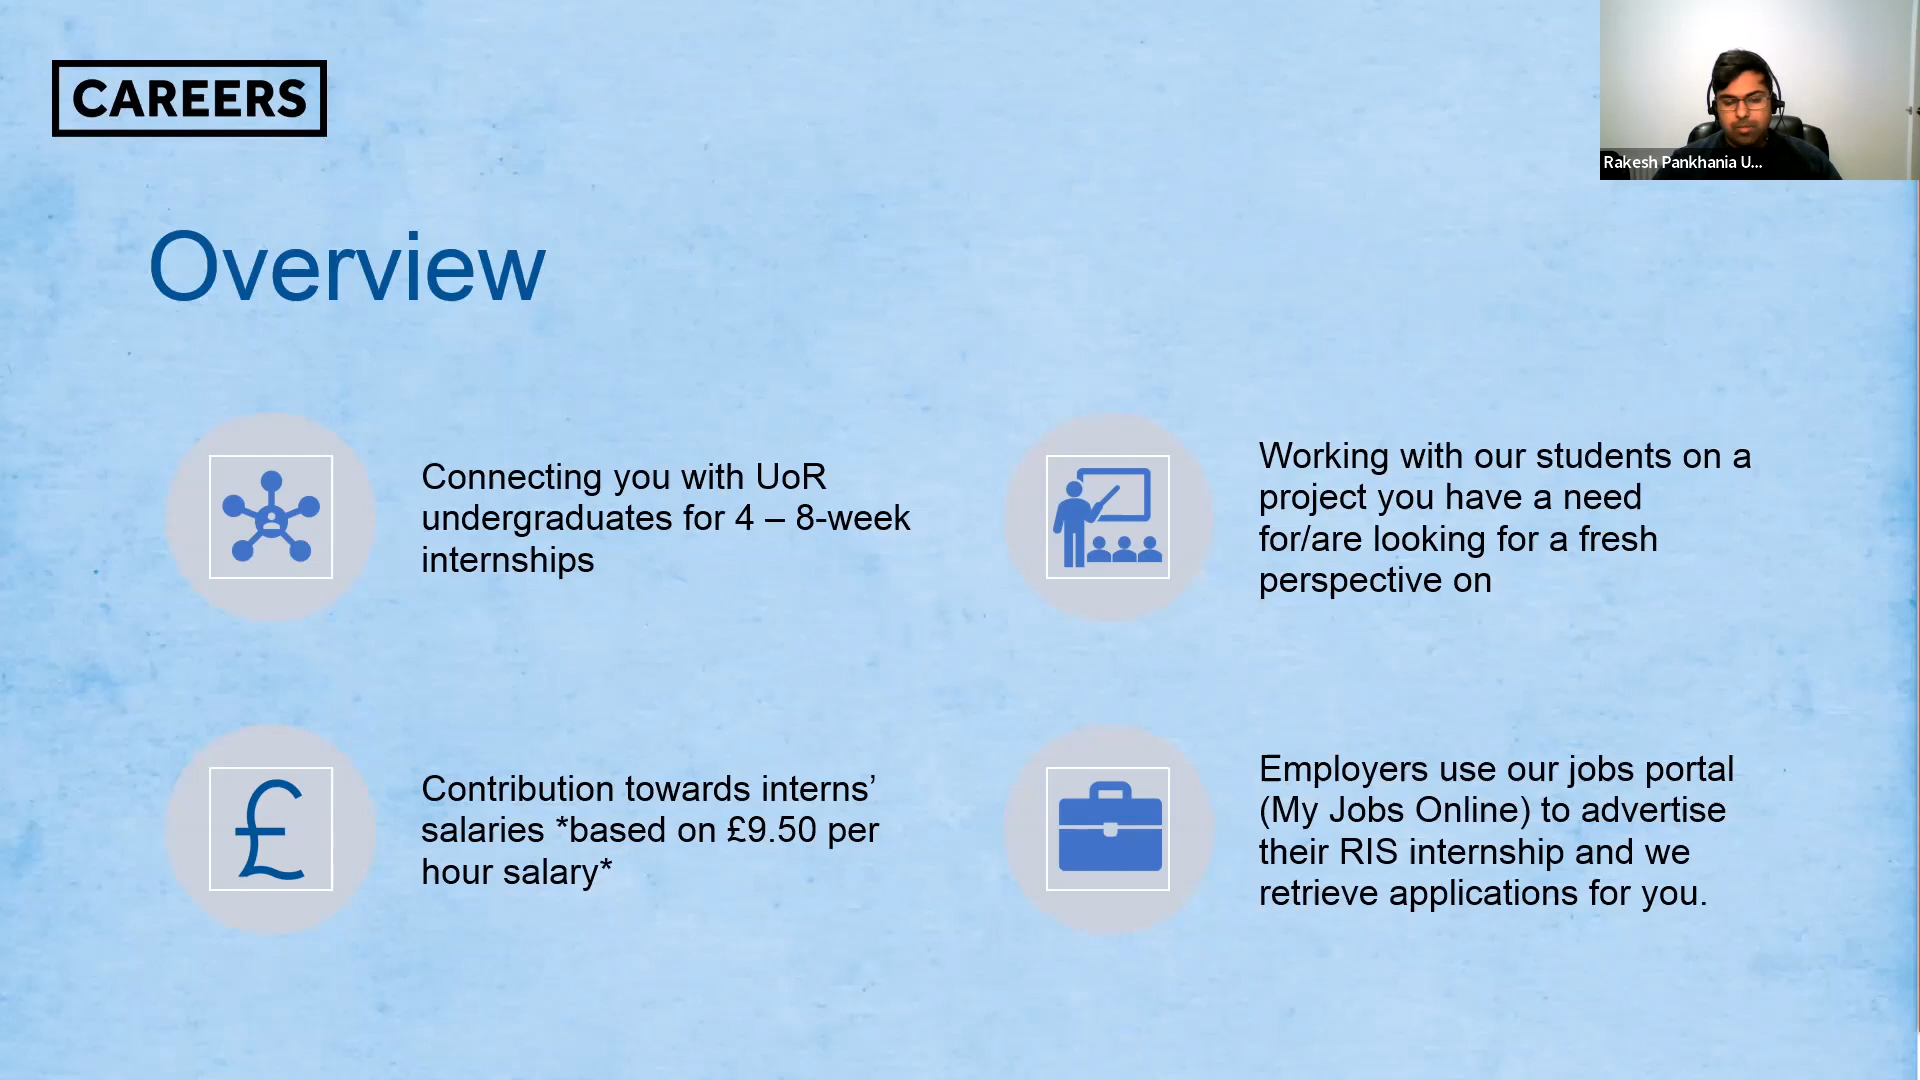 CAREERS
Rakesh Pankhania U...
Overview
Connecting you with UoR
undergraduates for 4 – 8-week
internships
Working with our students on a
project you have a need
for/are looking for a fresh
perspective on
£
Contribution towards interns’
salaries *based on £9.50 per
hour salary*
Employers use our jobs portal
(My Jobs Online) to advertise
their RIS internship and we
retrieve applications for you.